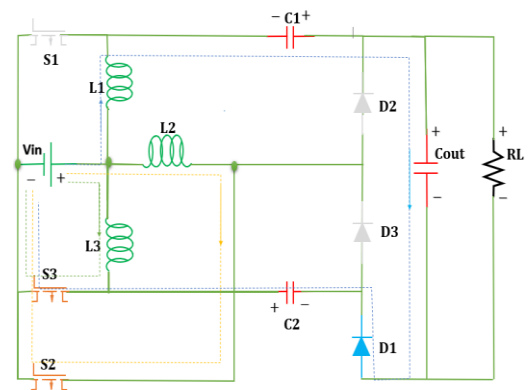 − C1 +
S1
L1
D2
L2
Vin
− +
+
Cout
−
+
RL
−
L3
D3
S3
+ −
C2
D1
S2